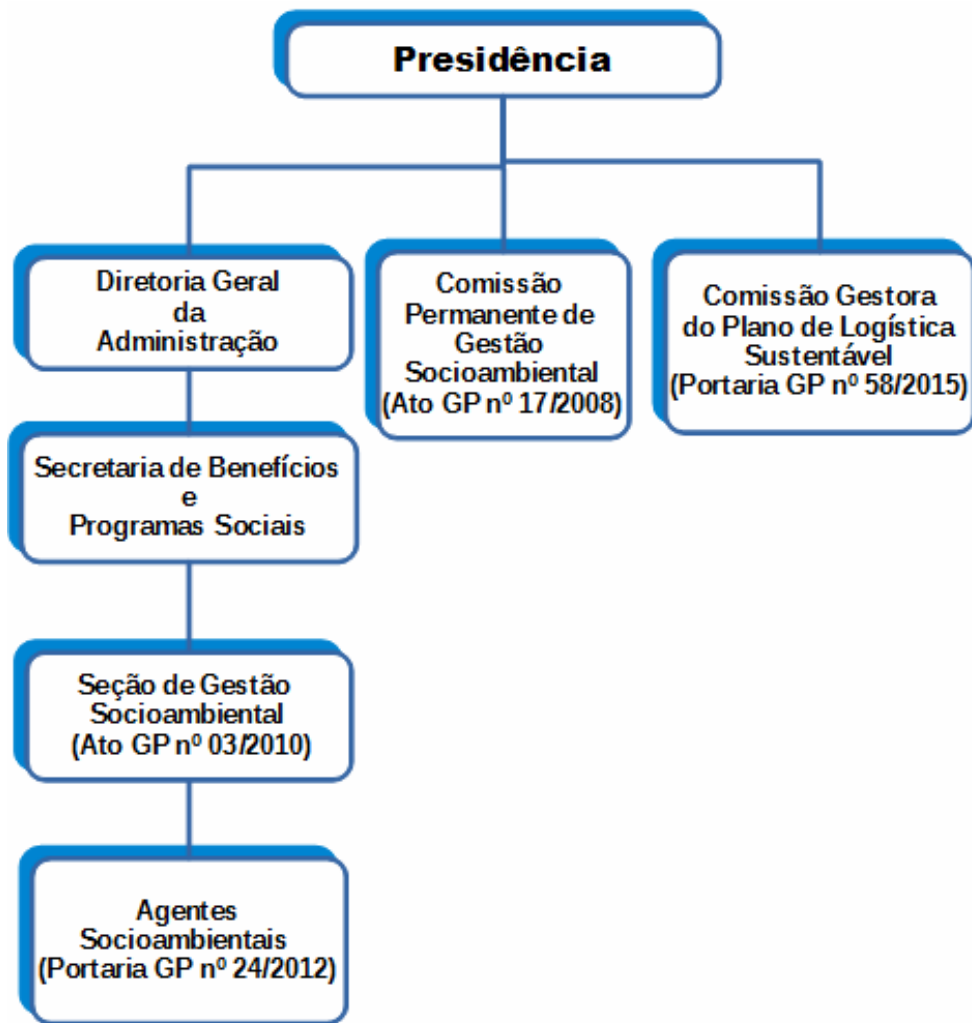 Presidência
Diretoria Geral
da
Administração
Comissão
Permanente de
Gestão
Socioambiental
(Ato GP nº 17/2008)
Comissão Gestora
do Plano de Logística
Sustentável
(Portaria GP nº 58/2015)
Secretaria de Benefícios
e
Programas Sociais
Seção de Gestão
Socioambiental
(Ato GP nº 03/2010)
Agentes
Socioambientais
(Portaria GP nº 24/2012)